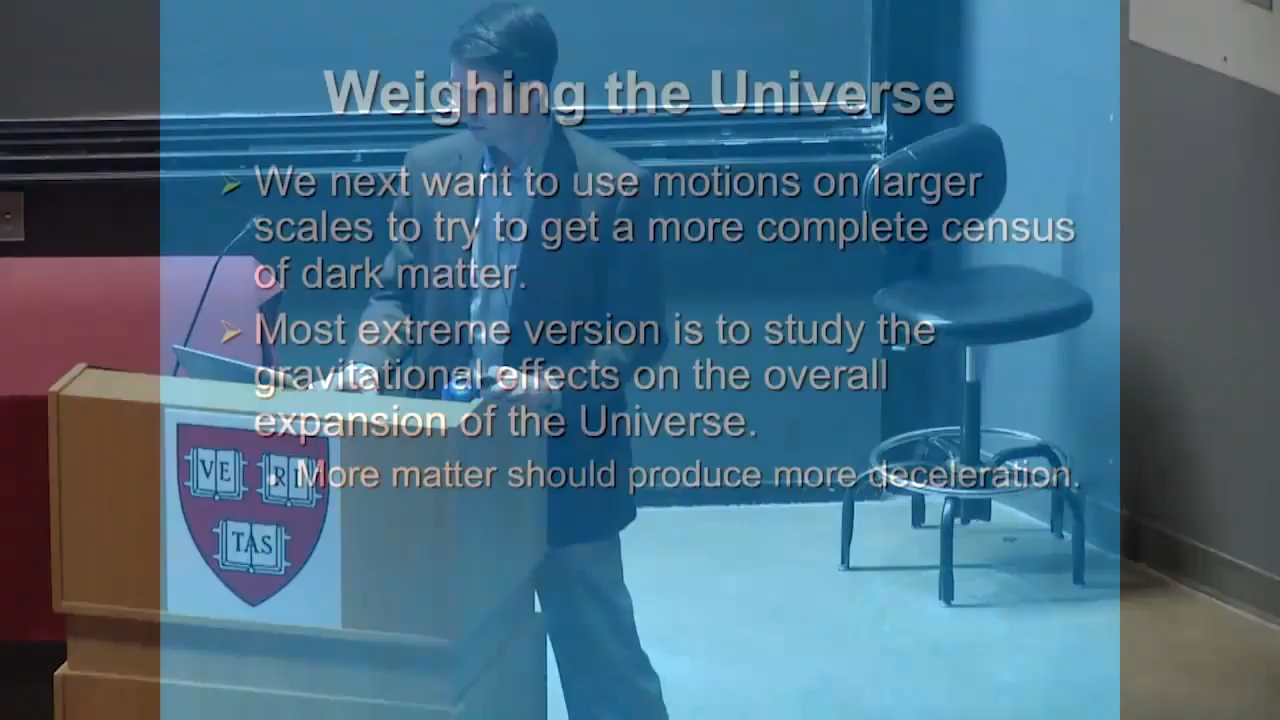 Weighing the Universe
We next want to use motions on larger
scales to try to get a more complete census
of dark matter.
Most extreme version is to study the
gravitational effects on the overall
expansion of the Universe.
More matter should produce more deceleration.
VE RI
TAS